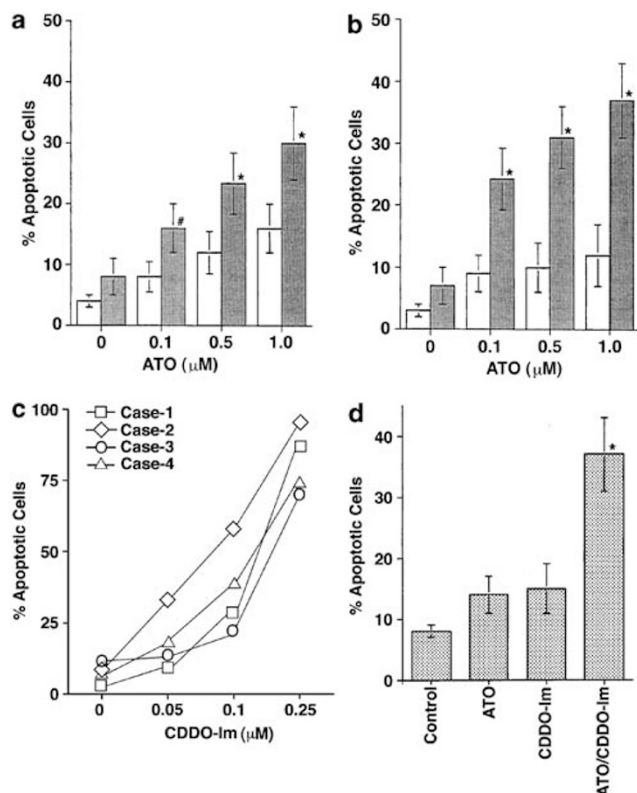 a
50
40
30
20
10
0
% Apoptotic Cells
#
*
*
0 0.1 0.5 1.0
ATO (μM)
b
50
40
30
20
10
0
% Apoptotic Cells
*
*
*
0 0.1 0.5 1.0
ATO (μM)
c
100
75
50
25
0
% Apoptotic Cells
Case-1
Case-2
Case-3
Case-4
0 0.05 0.1 0.25
CDDO-Im (μM)
d
40
30
20
10
0
% Apoptotic Cells
*
Control
ATO
CDDO-Im
ATO/CDDO-Im